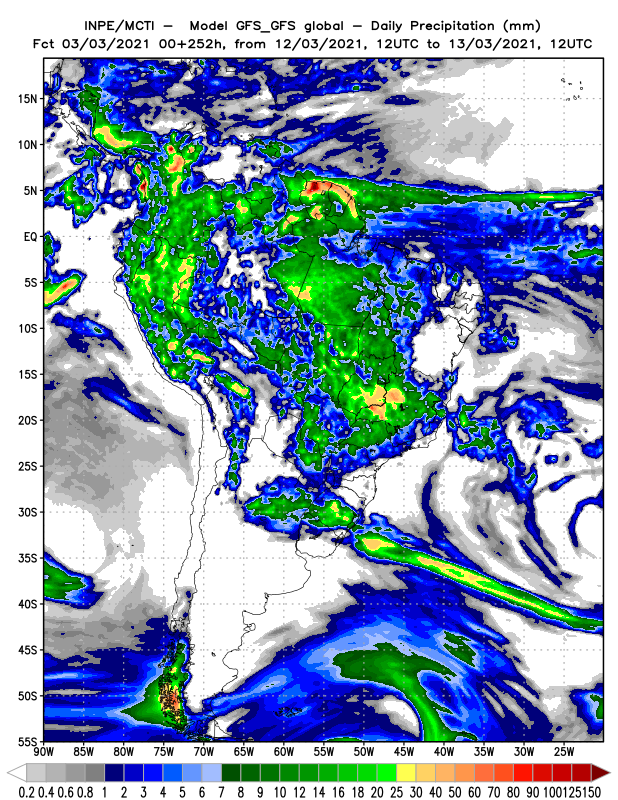 INPE/MCTI – Model GFS_GFS global – Daily Precipitation (mm)
Fct 03/03/2021 00+252h, from 12/03/2021, 12UTC to 13/03/2021, 12UTC
15N
10N
5N
EQ
5S
10S
15S
20S
25S
30S
35S
40S
45S
50S
55S
90W 85W 80W 75W 70W 65W 60W 55W 50W 45W 40W 35W 30W 25W
0.2 0.4 0.6 0.8 1 2 3 4 5 6 7 8 9 10 12 14 16 18 20 25 30 40 50 60 70 80 90 100 125 150